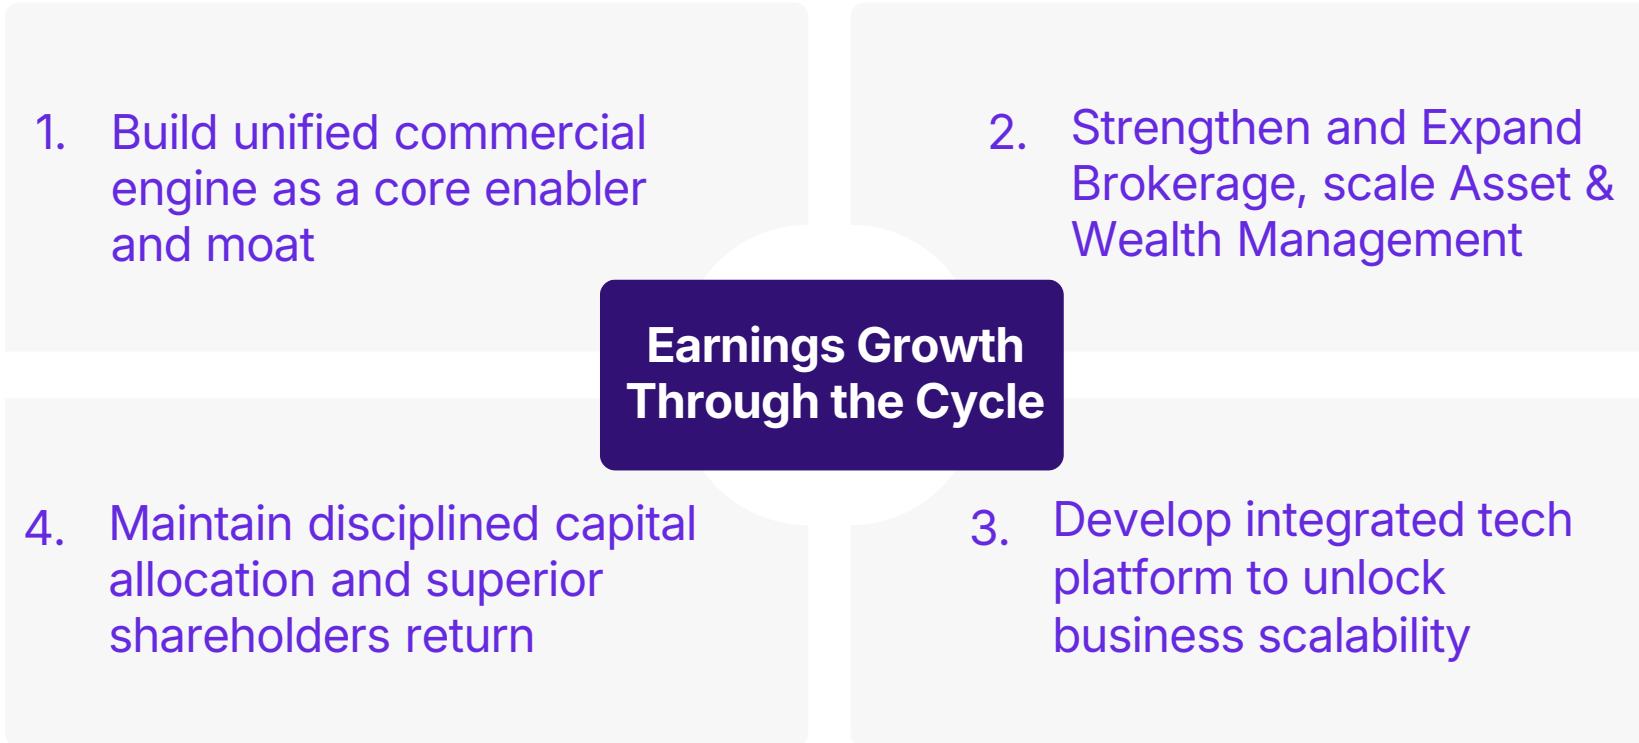 1. Build unified commercial
engine as a core enabler
and moat
2. Strengthen and Expand
Brokerage, scale Asset &
Wealth Management
Earnings Growth
Through the Cycle
3. Develop integrated tech
platform to unlock
business scalability
4. Maintain disciplined capital
allocation and superior
shareholders return